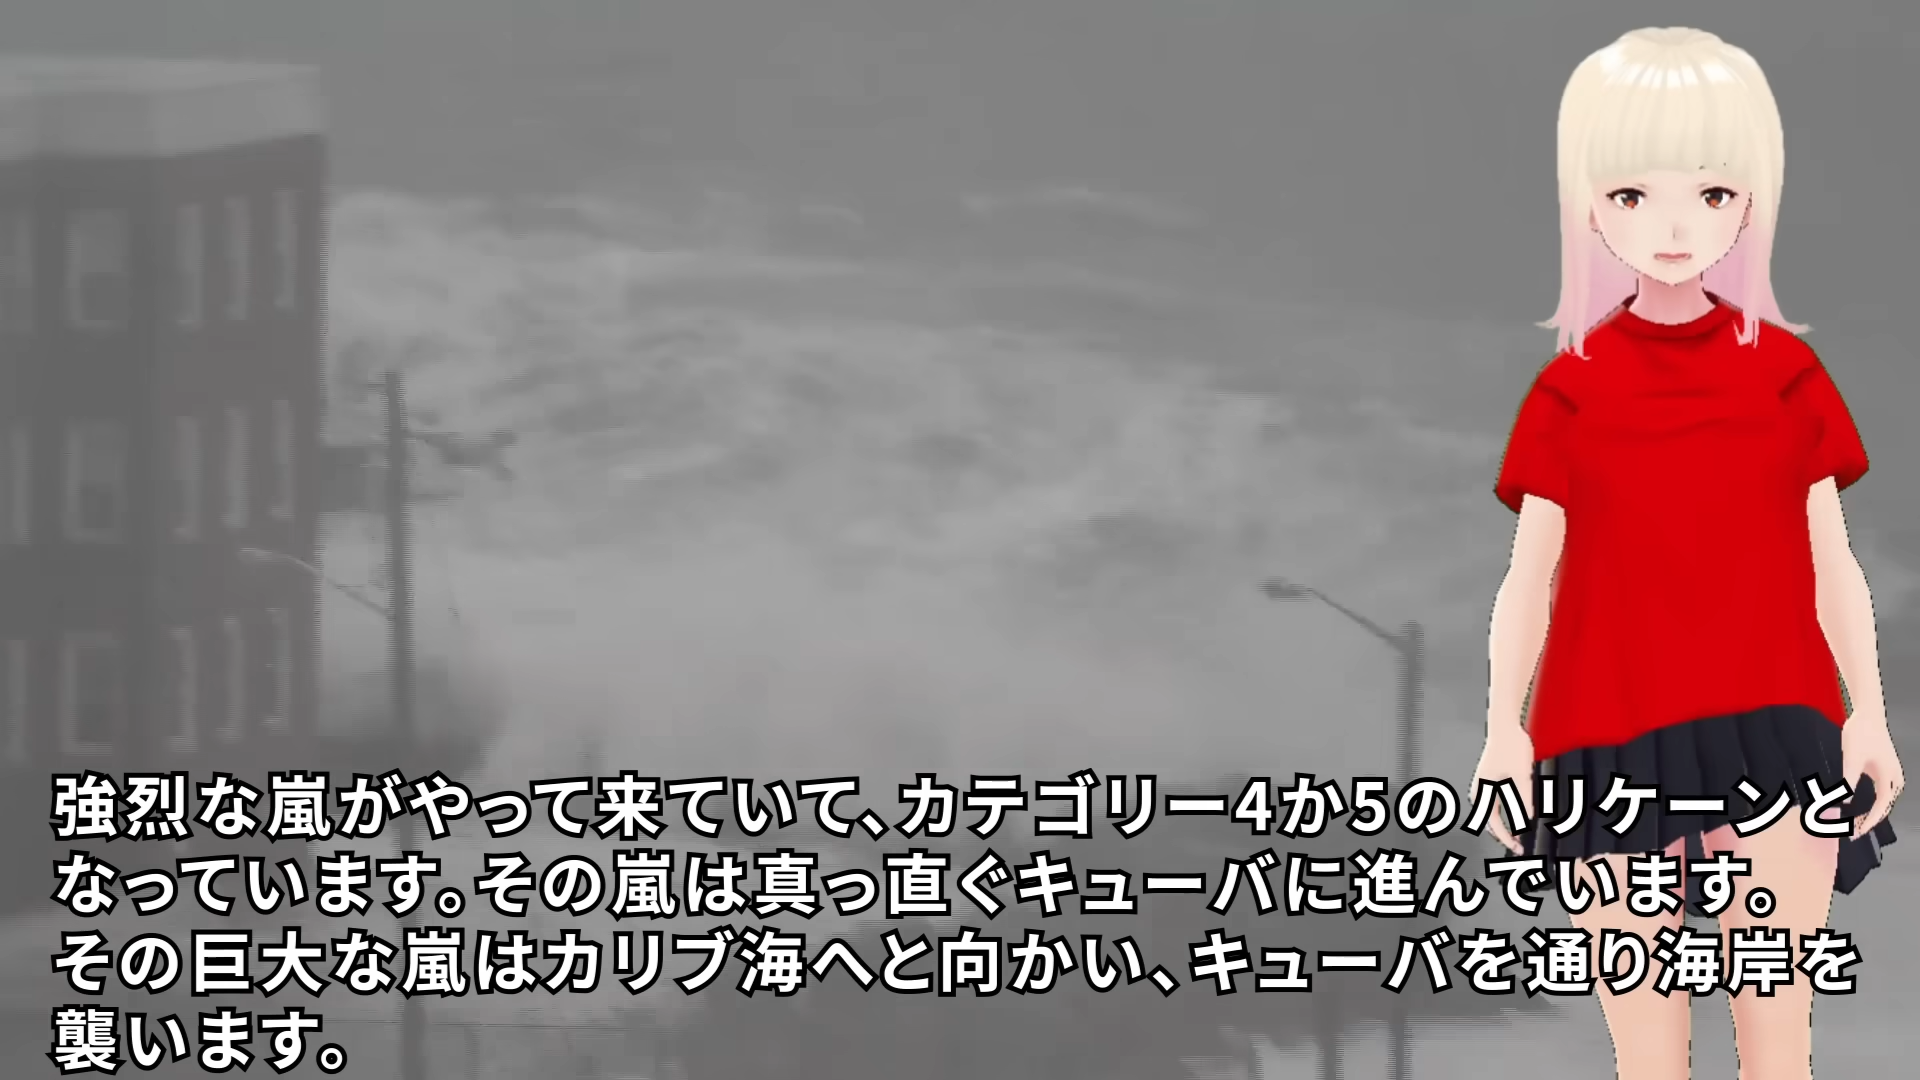 強烈な嵐がやって来ていて、カテゴリー4か5のハリケーンと
なっています。その嵐は真っ直ぐキューバに進んでいます。
その巨大な嵐はカリブ海へと向かい、キューバを通り海岸を
襲います。